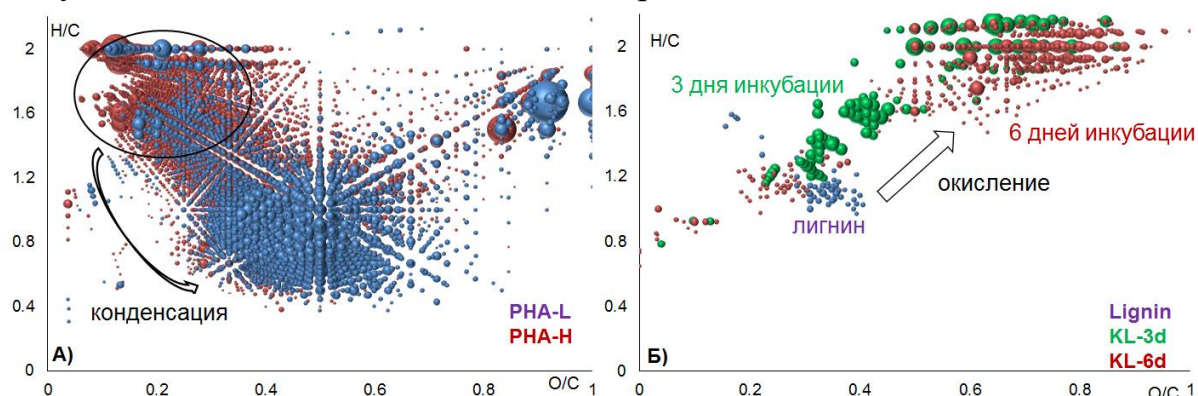 H/C
2
1.6
1.2
0.8
0.4
0
конденсация
PHA-L
PHA-H
А)
0.2
0.4
0.6
0.8
O/C
1
H/C
2
1.6
1.2
0.8
0.4
0
3 дня инкубации
6 дней инкубации
окисление
лигнин
Lignin
KL-3d
KL-6d
Б)
0
0.2
0.4
0.6
0.8
O/C
1